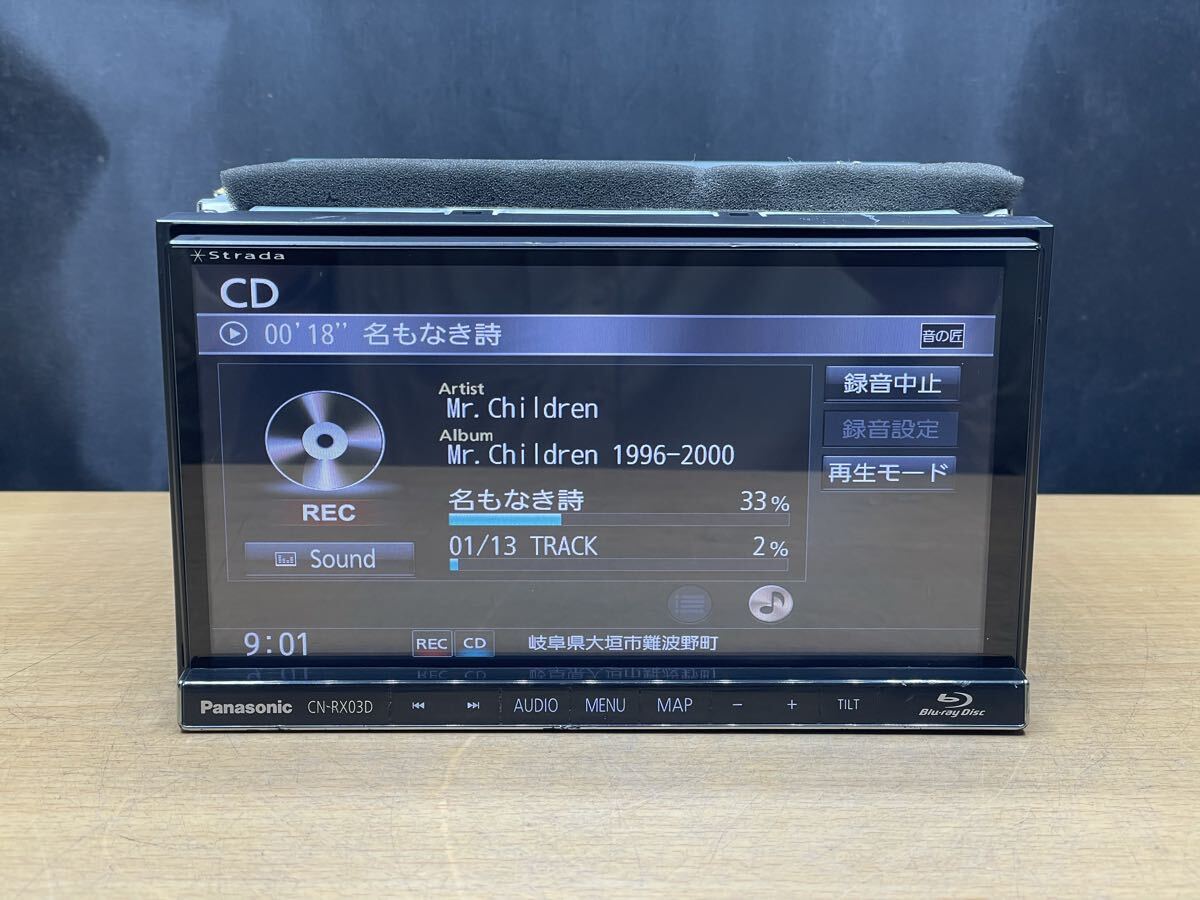 Strada
CD
00'18" 名もなき詩 音の匠
Artist
Mr.Children
Album
Mr.Children 1996-2000
録音中止
録音設定
再生モード
REC
名もなき詩 33%
01/13 TRACK 2%
Sound
9:01 REC CD 岐阜県大垣市難波野町
Panasonic CN-RX03D AUDIO MENU MAP − + TILT Blu-ray Disc